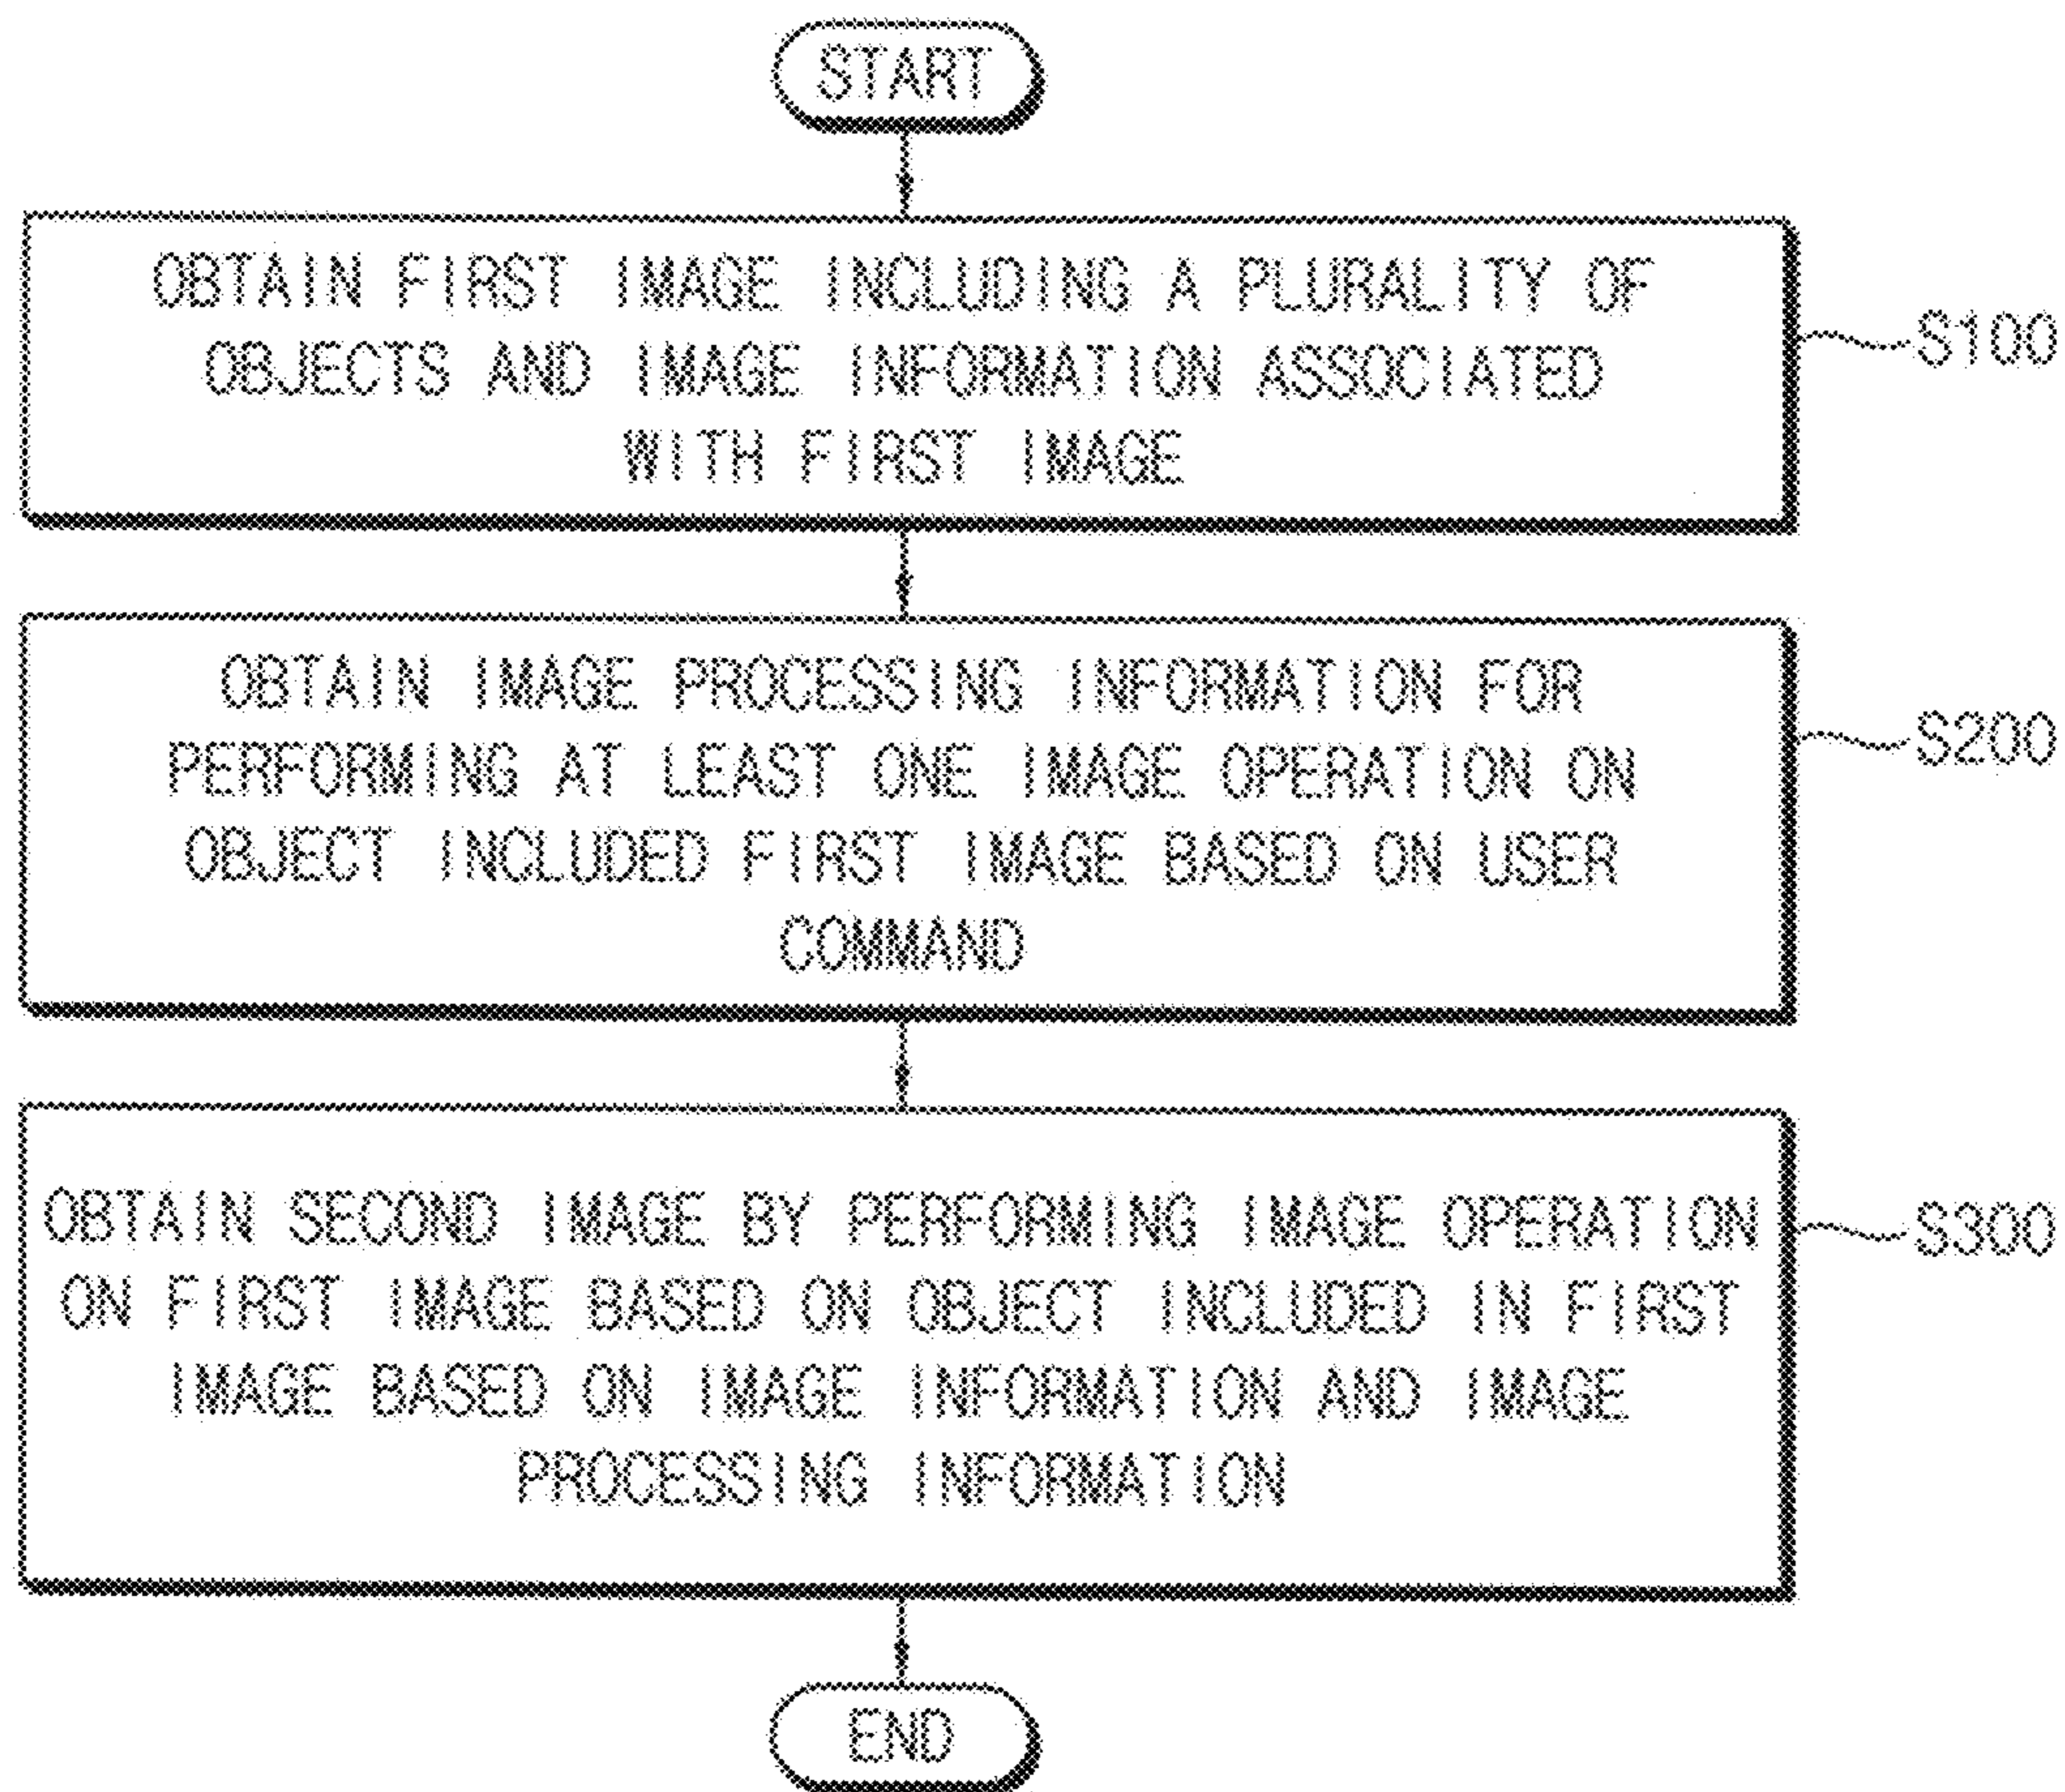 START
OBTAIN FIRST IMAGE INCLUDING A PLURALITY OF
OBJECTS AND IMAGE INFORMATION ASSOCIATED
WITH FIRST IMAGE
S100
OBTAIN IMAGE PROCESSING INFORMATION FOR
PERFORMING AT LEAST ONE IMAGE OPERATION ON
OBJECT INCLUDED FIRST IMAGE BASED ON USER
COMMAND
S200
OBTAIN SECOND IMAGE BY PERFORMING IMAGE OPERATION
ON FIRST IMAGE BASED ON OBJECT INCLUDED IN FIRST
IMAGE BASED ON IMAGE INFORMATION AND IMAGE
PROCESSING INFORMATION
S300
END